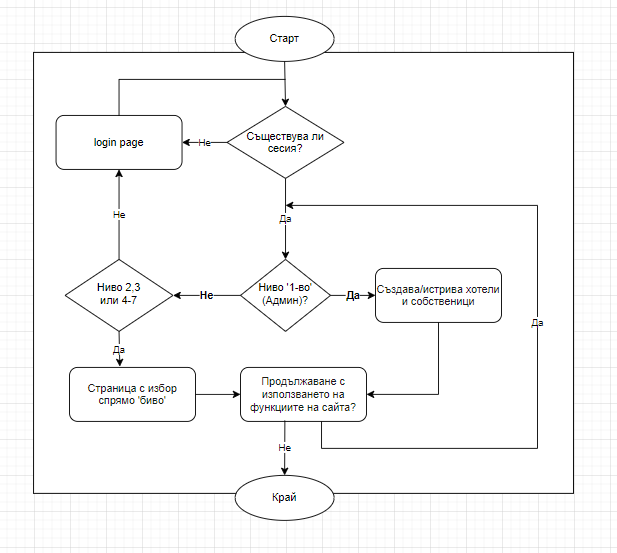 Старт
Съществува ли
сесия?
Не
login page
Да
Не
Ниво 2,3
или 4-7
Не
Ниво '1-во'
(Админ)?
Да
Създава/истрива хотели
и собственици
Да
Да
Страница с избор
спрямо 'биво'
Продължаване с
използването на
функциите на сайта?
Не
Край